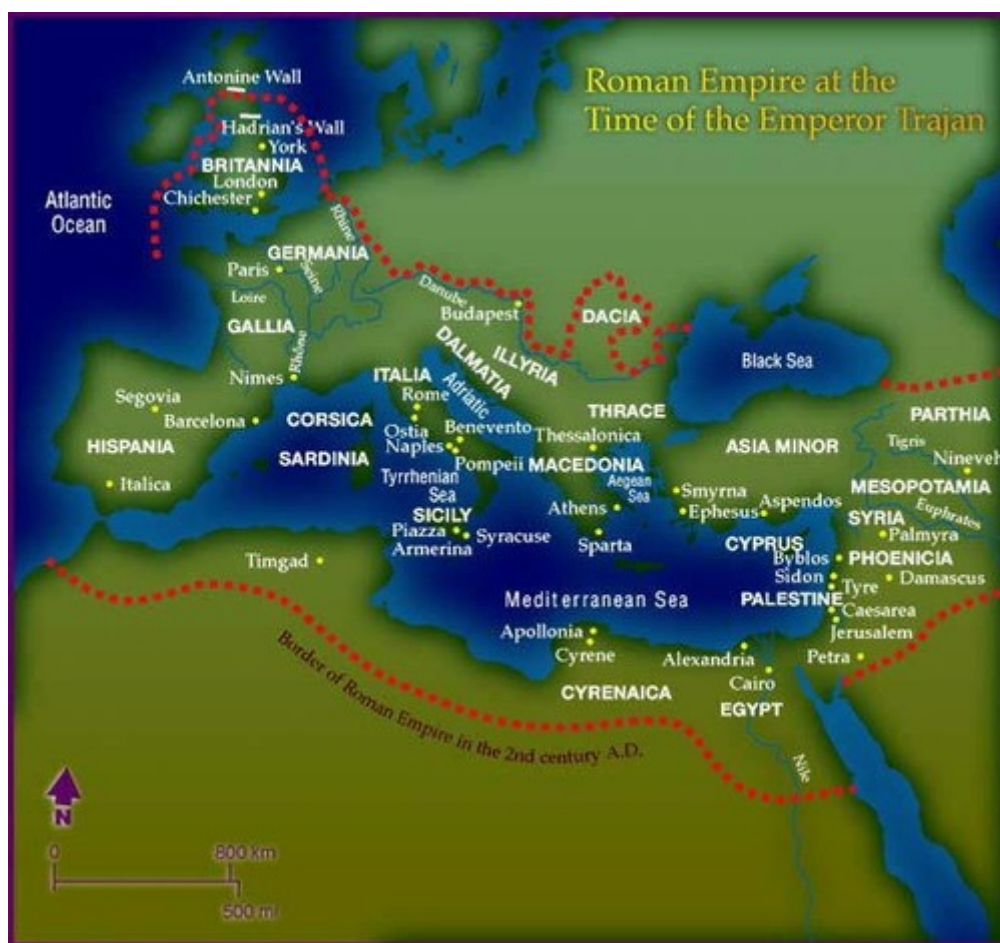 Roman Empire at the
Time of the Emperor Trajan
Antonine Wall
Hadrian's Wall
York
BRITANNIA
London
Chichester
Atlantic
Ocean
Rhine
GERMANIA
Paris
Seine
Loire
GALLIA
Rhône
Nimes
Danube
Budapest
DACIA
Black Sea
ILLYRIA
DALMATIA
Adriatic
ITALIA
Rome
Ostia
Naples
Benevento
Pompeii
CORSICA
SARDINIA
Tyrrhenian
Sea
SICILY
Piazza
Armerina
Syracuse
Segovia
Barcelona
HISPANIA
Italica
THRACE
Thessalonica
MACEDONIA
Aegean
Sea
Athens
Sparta
ASIA MINOR
Smyrna
Ephesus
Aspendos
PARTHIA
Tigris
Nineveh
MESOPOTAMIA
Euphrates
SYRIA
Palmyra
CYPRUS
Byblos
PHOENICIA
Sidon
Tyre
Damascus
PALESTINE
Caesarea
Jerusalem
Petra
Timgad
Mediterranean Sea
Apollonia
Cyrene
CYRENAICA
Alexandria
Cairo
EGYPT
Nile
Border of Roman Empire in the 2nd century A.D.
N
0
800 km
500 mi